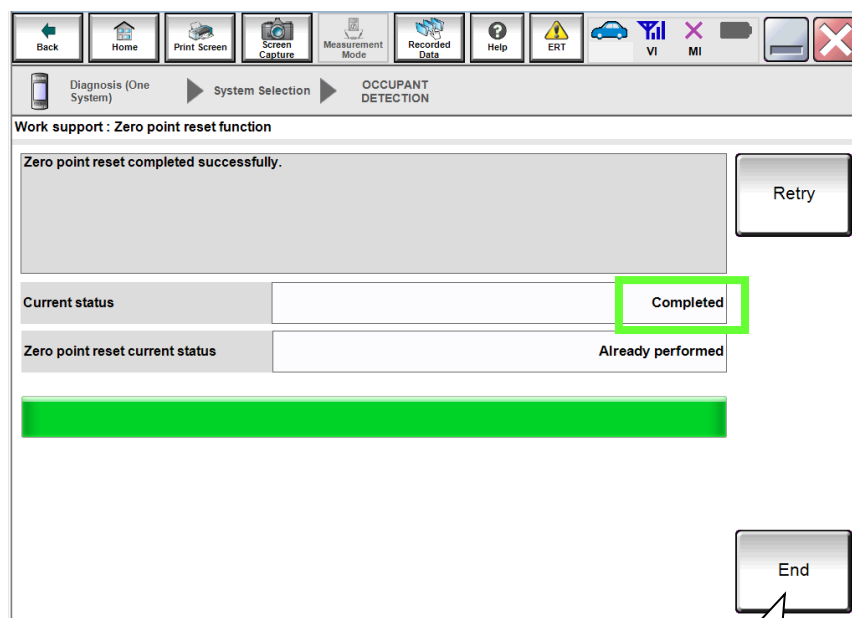 Back
Home
Print Screen
Screen
Capture
Measurement
Mode
Recorded
Data
Help
ERT
VI
MI
Diagnosis (One
System)
System Selection
OCCUPANT
DETECTION
Work support : Zero point reset function
Zero point reset completed successfully.
Retry
Current status
Completed
Zero point reset current status
Already performed
End